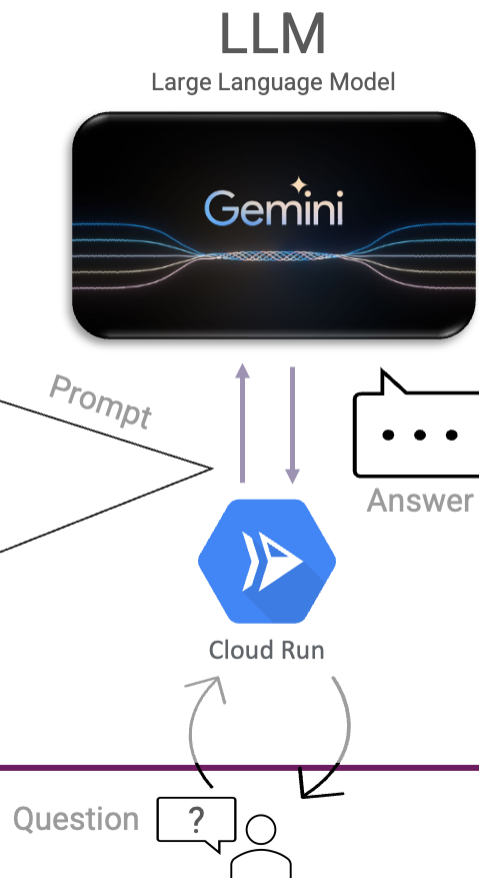 LLM
Large Language Model
Gemini
Prompt
Answer
Cloud Run
Question
?